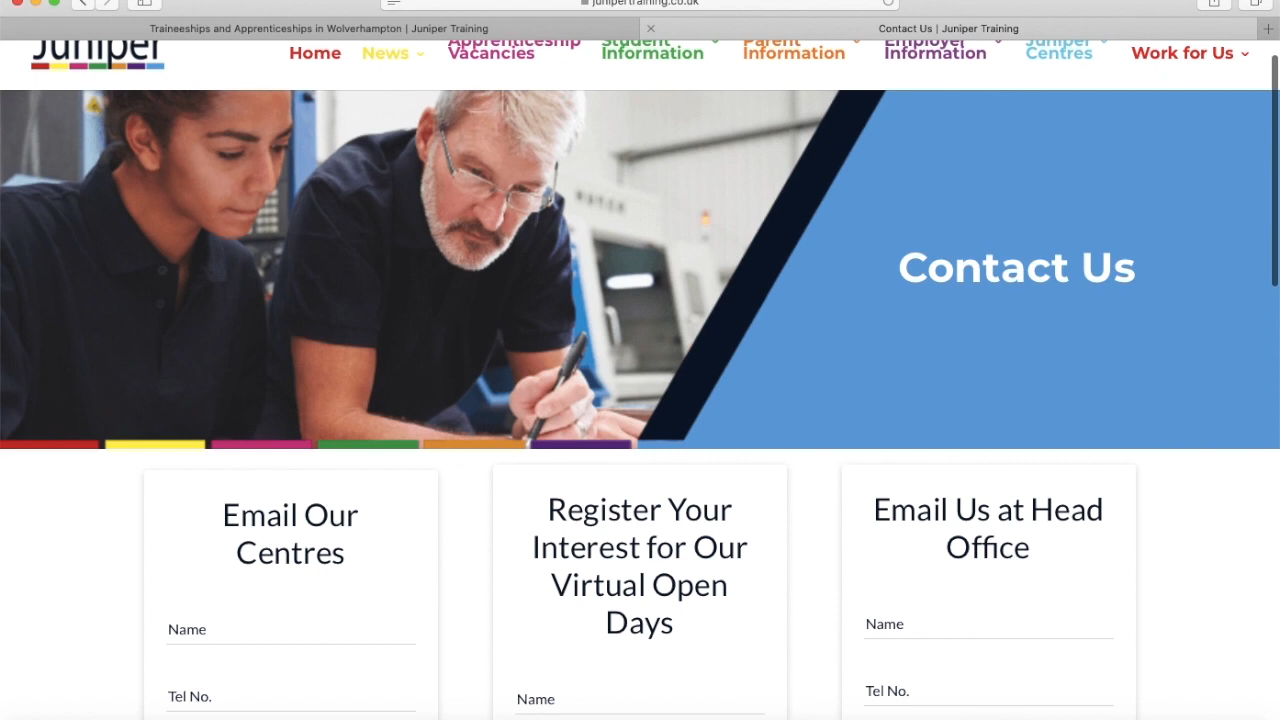 junipertraining.co.uk
Traineeships and Apprenticeships in Wolverhampton | Juniper Training
Contact Us | Juniper Training
Juniper
Home
News
Apprenticeship
Vacancies
Student
Information
Parent
Information
Employer
Information
Juniper
Centres
Work for Us
Contact Us
Email Our
Centres
Name
Tel No.
Register Your
Interest for Our
Virtual Open
Days
Name
Email Us at Head
Office
Name
Tel No.